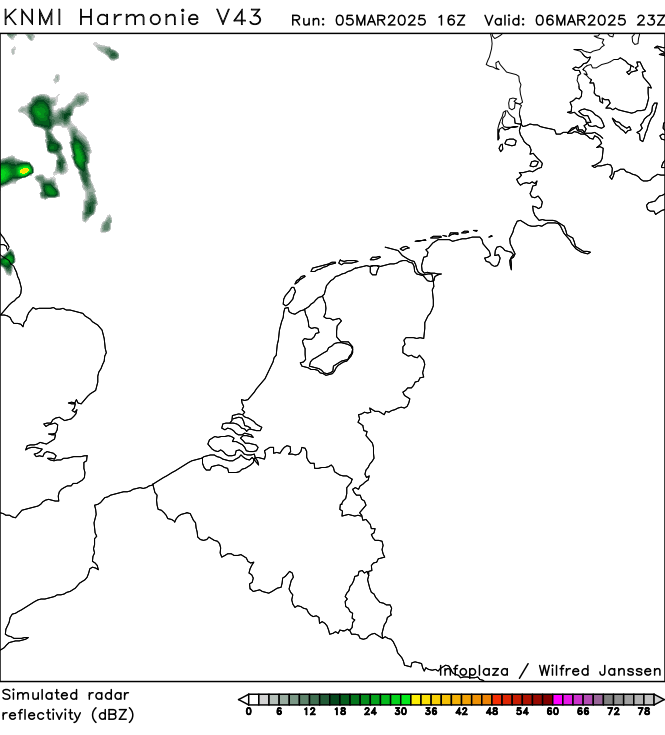 KNMI Harmonie V43 Run: 05MAR2025 16Z Valid: 06MAR2025 23Z
infoplaza / Wilfred Janssen
Simulated radar
reflectivity (dBZ)
0 6 12 18 24 30 36 42 48 54 60 66 72 78